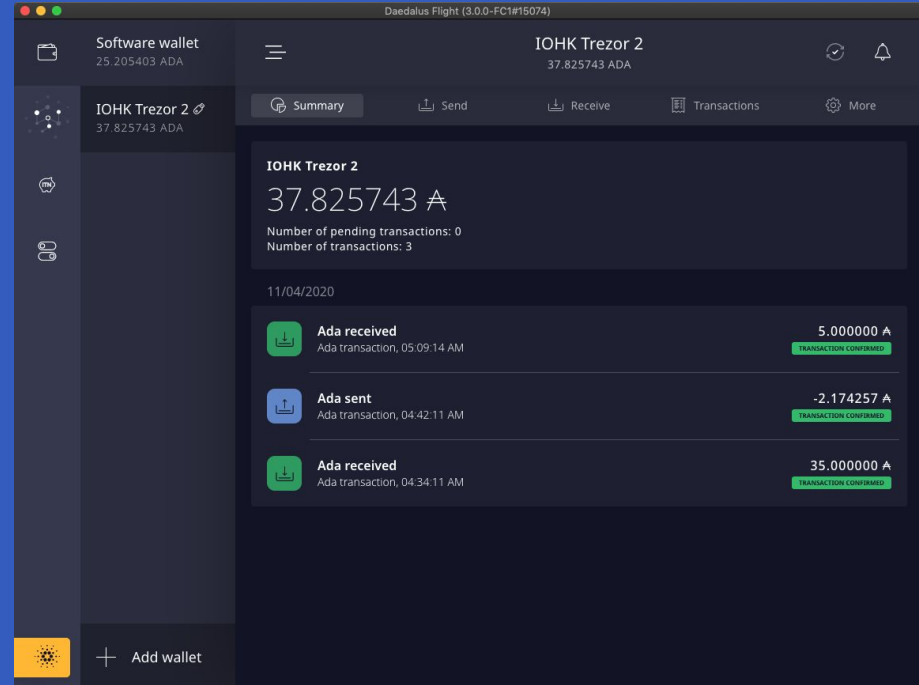 Daedalus Flight (3.0.0-FC1#15074)
Software wallet
25.205403 ADA
IOHK Trezor 2
37.825743 ADA
ITN
Add wallet
IOHK Trezor 2
37.825743 ADA
Summary
Send
Receive
Transactions
More
IOHK Trezor 2
37.825743 ₳
Number of pending transactions: 0
Number of transactions: 3
11/04/2020
Ada received
5.000000 ₳
Ada transaction, 05:09:14 AM
TRANSACTION CONFIRMED
Ada sent
-2.174257 ₳
Ada transaction, 04:42:11 AM
TRANSACTION CONFIRMED
Ada received
35.000000 ₳
Ada transaction, 04:34:11 AM
TRANSACTION CONFIRMED